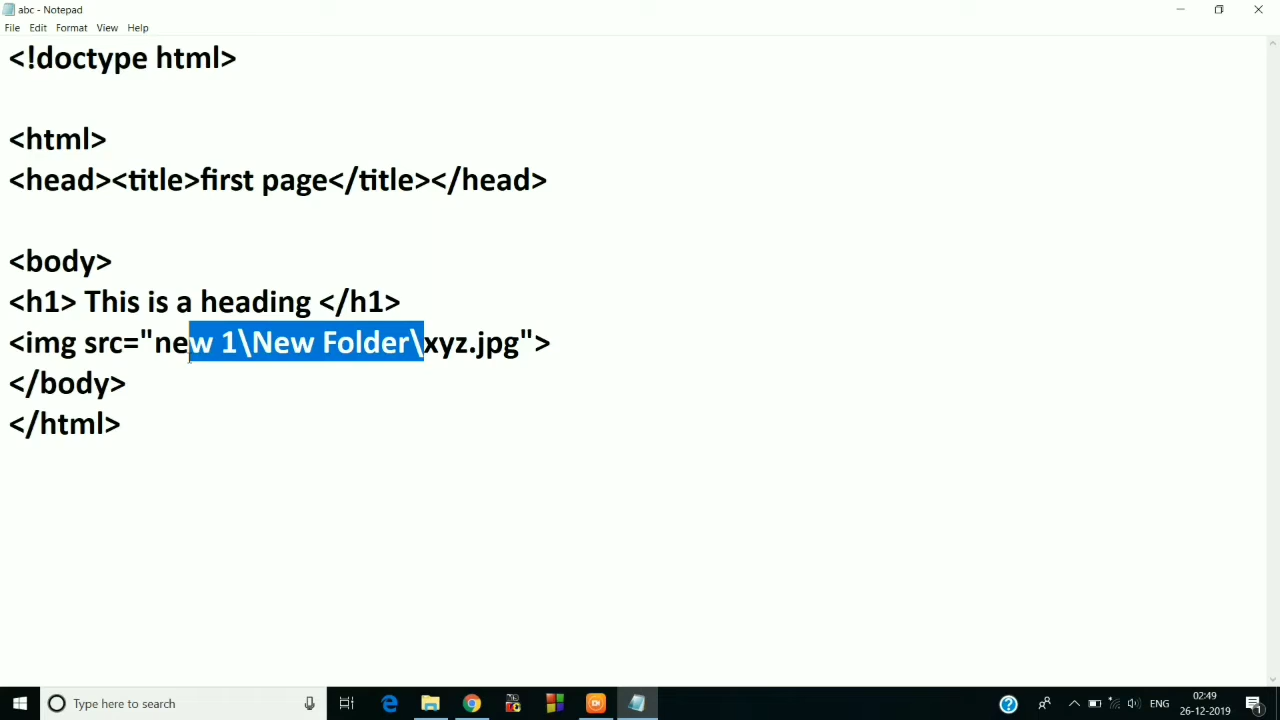 abc - Notepad
File Edit Format View Help
<!doctype html>
<html>
<head><title>first page</title></head>
<body>
<h1> This is a heading </h1>
<img src="new 1\New Folder\xyz.jpg">
</body>
</html>
Type here to search
ENG
02:49
26-12-2019
1